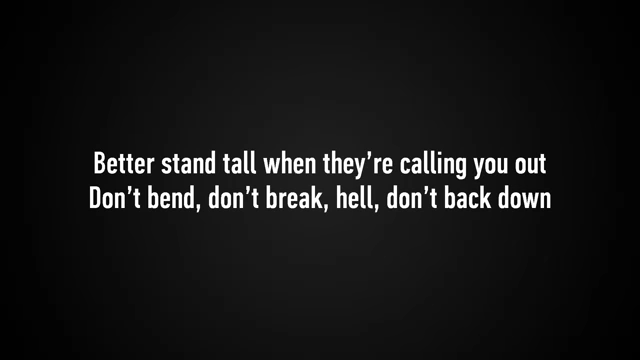 Better stand tall when they’re calling you out
Don’t bend, don’t break, hell, don’t back down